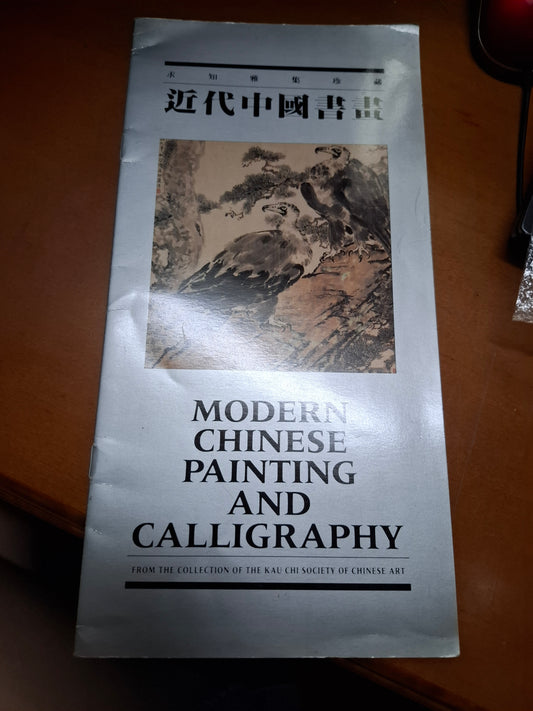 求知雅集珍藏
近代中國書畫
MODERN
CHINESE
PAINTING
AND
CALLIGRAPHY
FROM THE COLLECTION OF THE KAU CHI SOCIETY OF CHINESE ART